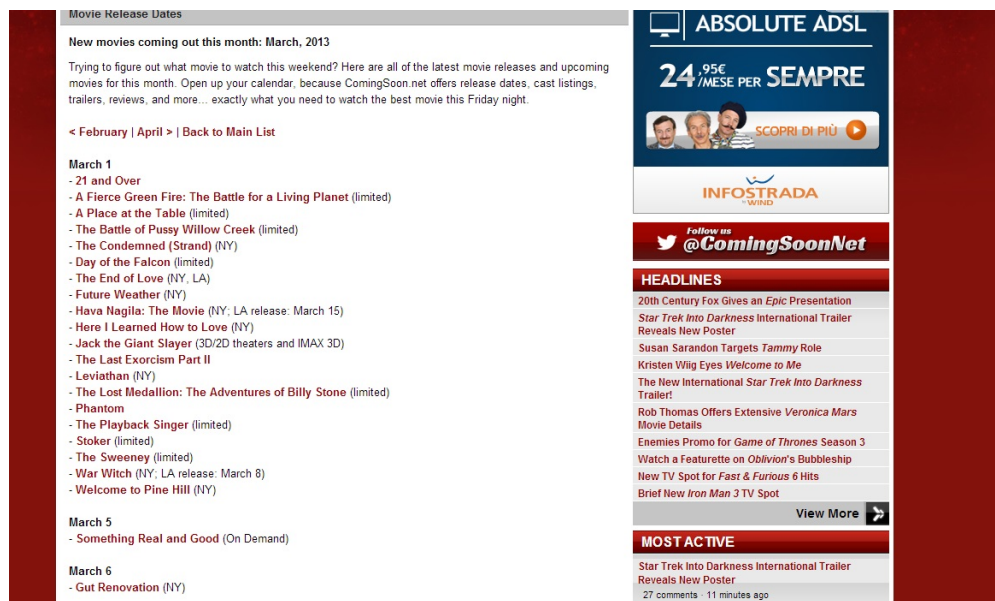 Movie Release Dates
New movies coming out this month: March, 2013
Trying to figure out what movie to watch this weekend? Here are all of the latest movie releases and upcoming
movies for this month. Open up your calendar, because ComingSoon.net offers release dates, cast listings,
trailers, reviews, and more... exactly what you need to watch the best movie this Friday night.
< February | April > | Back to Main List
March 1
- 21 and Over
- A Fierce Green Fire: The Battle for a Living Planet (limited)
- A Place at the Table (limited)
- The Battle of Pussy Willow Creek (limited)
- The Condemned (Strand) (NY)
- Day of the Falcon (limited)
- The End of Love (NY, LA)
- Future Weather (NY)
- Hava Nagila: The Movie (NY; LA release: March 15)
- Here I Learned How to Love (NY)
- Jack the Giant Slayer (3D/2D theaters and IMAX 3D)
- The Last Exorcism Part II
- Leviathan (NY)
- The Lost Medallion: The Adventures of Billy Stone (limited)
- Phantom
- The Playback Singer (limited)
- Stoker (limited)
- The Sweeney (limited)
- War Witch (NY; LA release: March 8)
- Welcome to Pine Hill (NY)
March 5
- Something Real and Good (On Demand)
March 6
- Gut Renovation (NY)
ABSOLUTE ADSL
24,95€/MESE PER SEMPRE
SCOPRI DI PIÙ
INFOSTRADA
WIND
Follow us
@ComingSoonNet
HEADLINES
20th Century Fox Gives an Epic Presentation
Star Trek Into Darkness International Trailer
Reveals New Poster
Susan Sarandon Targets Tammy Role
Kristen Wiig Eyes Welcome to Me
The New International Star Trek Into Darkness
Trailer!
Rob Thomas Offers Extensive Veronica Mars
Movie Details
Enemies Promo for Game of Thrones Season 3
Watch a Featurette on Oblivion's Bubbleship
New TV Spot for Fast & Furious 6 Hits
Brief New Iron Man 3 TV Spot
View More
MOST ACTIVE
Star Trek Into Darkness International Trailer
Reveals New Poster
27 comments · 11 minutes ago